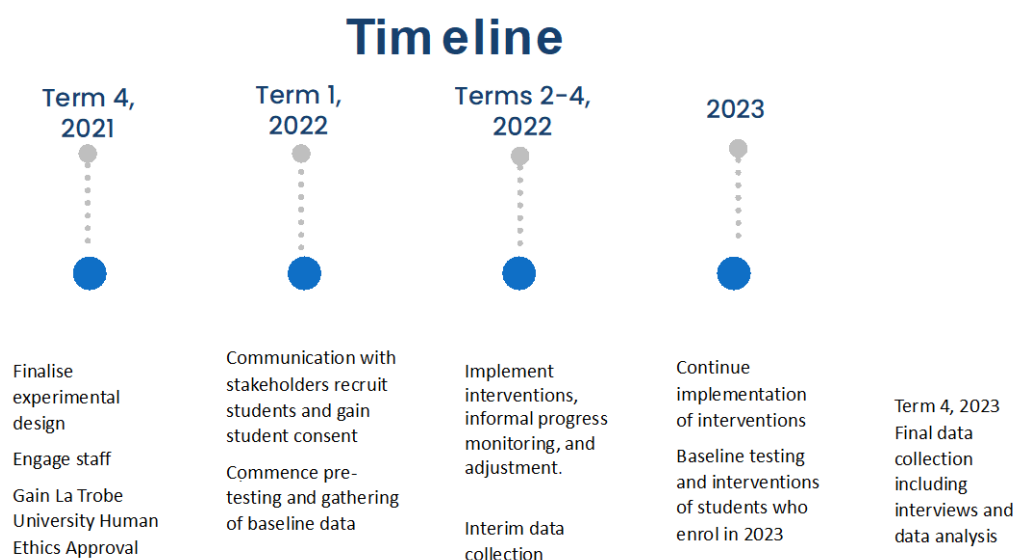 Timeline
Term 4,
2021
Term 1,
2022
Terms 2-4,
2022
2023
Finalise
experimental
design
Engage staff
Gain La Trobe
University Human
Ethics Approval
Communication with
stakeholders recruit
students and gain
student consent
Commence pre-
testing and gathering
of baseline data
Implement
interventions,
informal progress
monitoring, and
adjustment.
Interim data
collection
Continue
implementation
of interventions
Baseline testing
and interventions
of students who
enrol in 2023
Term 4, 2023
Final data
collection
including
interviews and
data analysis